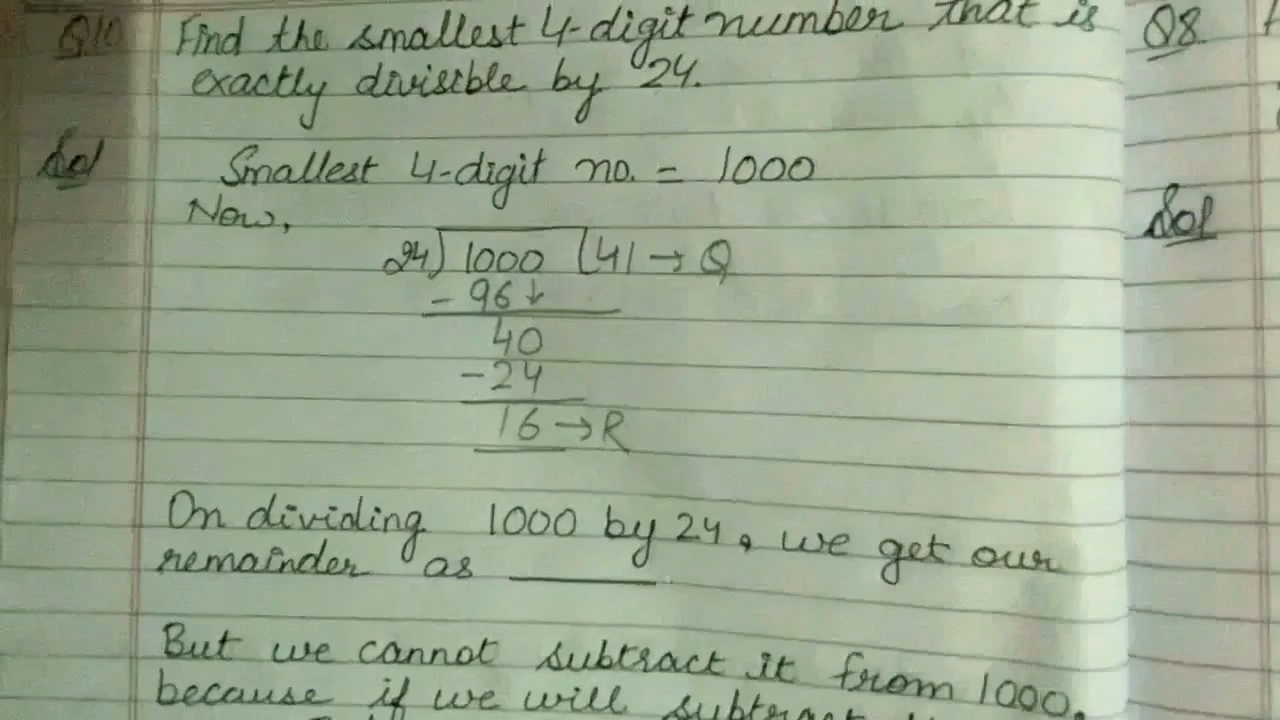 Q10 Find the smallest 4-digit number that is
exactly divisible by 24.
Sol Smallest 4-digit no. = 1000
Now,
24) 1000 (41 → Q
- 96↓
40
- 24
16 → R
On dividing 1000 by 24, we get our
remainder as ______.
But we cannot subtract it from 1000,
because if we will subtract
Q8
Sol